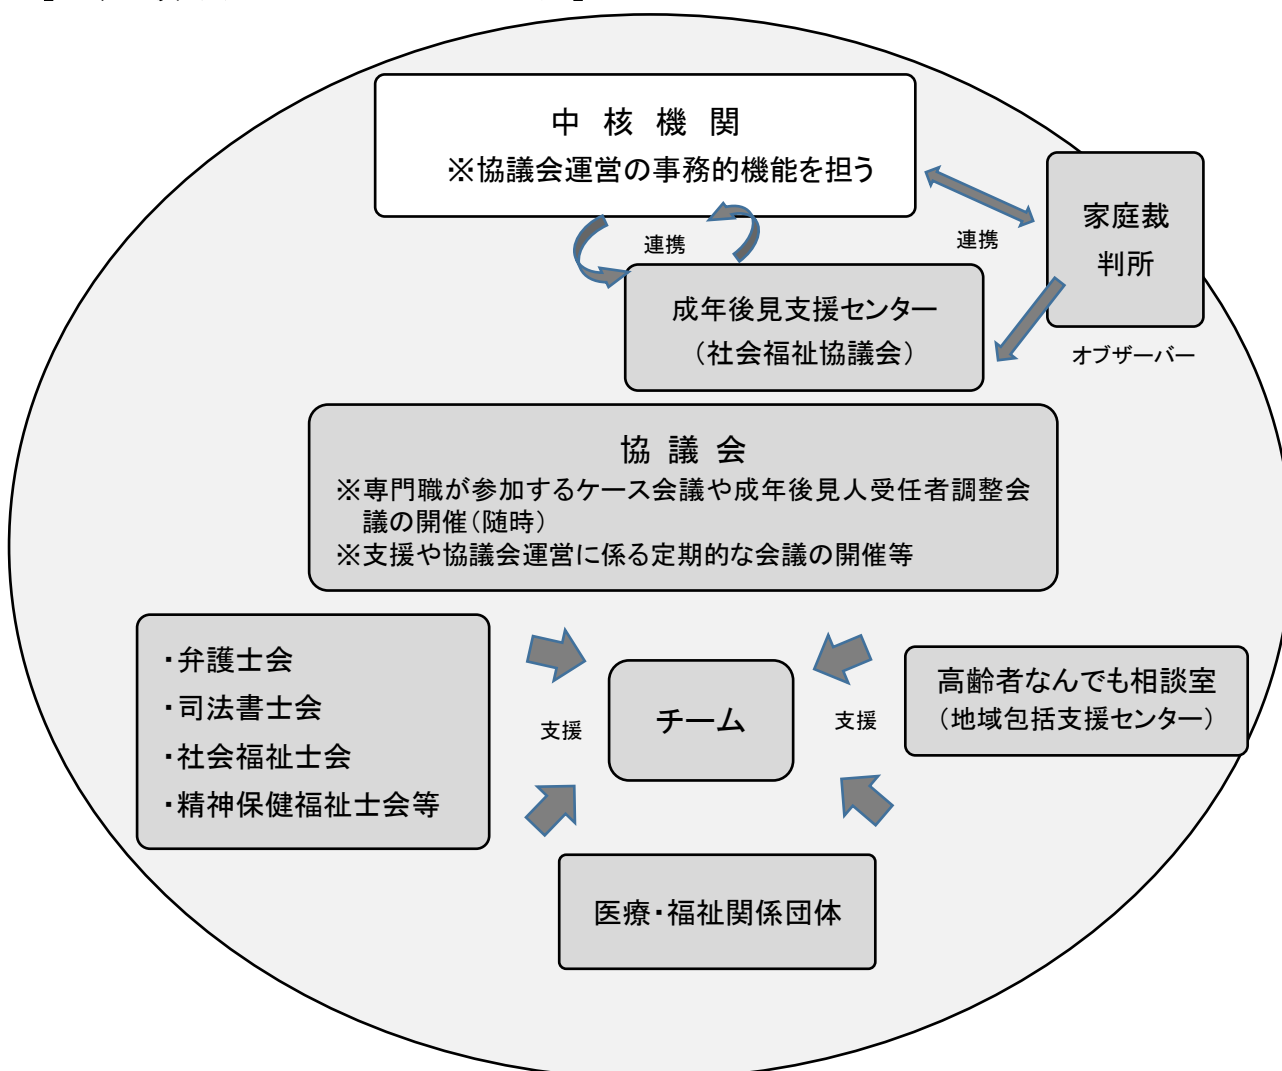 中核機関
※協議会運営の事務的機能を担う
連携
連携
家庭裁
判所
オブザーバー
成年後見支援センター
（社会福祉協議会）
協議会
※専門職が参加するケース会議や成年後見人受任者調整会
議の開催（随時）
※支援や協議会運営に係る定期的な会議の開催等
・弁護士会
・司法書士会
・社会福祉士会
・精神保健福祉士会等
支援
チーム
支援
高齢者なんでも相談室
（地域包括支援センター）
医療・福祉関係団体